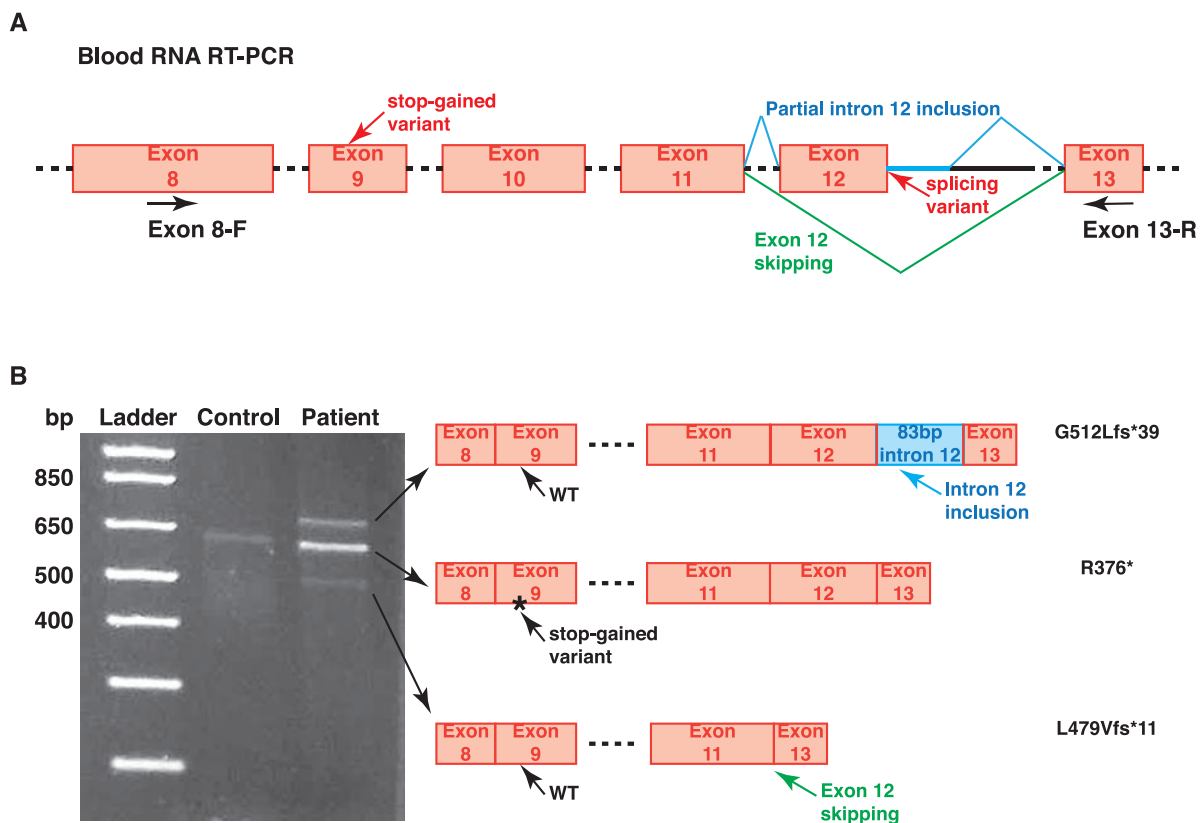 A
Blood RNA RT-PCR
stop-gained
variant
Partial intron 12 inclusion
Exon
8
Exon
9
Exon
10
Exon
11
Exon
12
Exon
13
splicing
variant
Exon 8-F
Exon 13-R
Exon 12
skipping
B
bp
Ladder
Control
Patient
850
650
500
400
Exon
8
Exon
9
Exon
11
Exon
12
83bp
intron 12
Exon
13
G512Lfs*39
WT
Intron 12
inclusion
Exon
8
Exon
9
*
Exon
11
Exon
12
Exon
13
R376*
stop-gained
variant
Exon
8
Exon
9
Exon
11
Exon
13
L479Vfs*11
WT
Exon 12
skipping